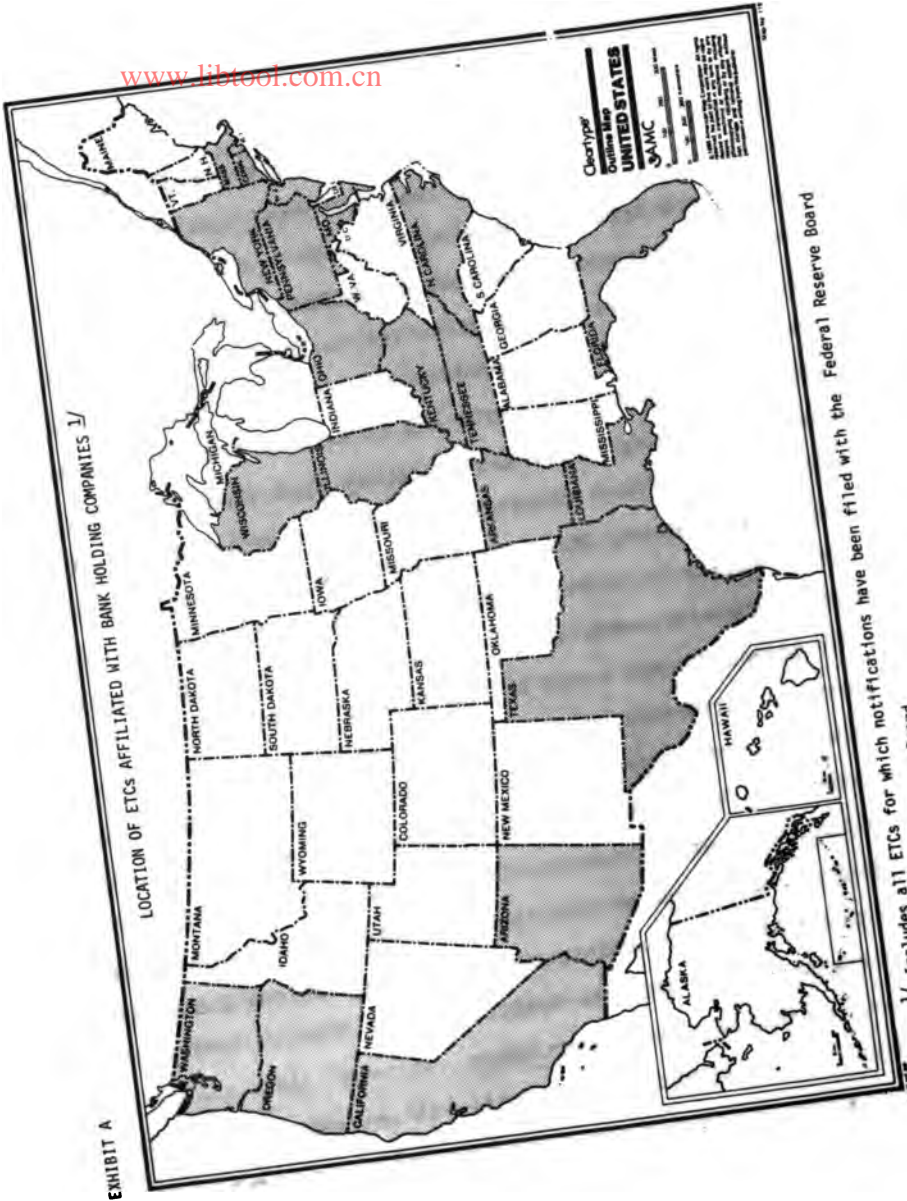 www.libtool.com.cn
EXHIBIT A
LOCATION OF ETCs AFFILIATED WITH BANK HOLDING COMPANIES 1/
WASHINGTON
MONTANA
NORTH DAKOTA
MINNESOTA
MICHIGAN
VT.
MAINE
N.H.
OREGON
IDAHO
WYOMING
SOUTH DAKOTA
WISCONSIN
NEW YORK
PENNSYLVANIA
CALIFORNIA
NEVADA
UTAH
COLORADO
NEBRASKA
IOWA
ILLINOIS
INDIANA
OHIO
W. VA.
D.C.
VIRGINIA
KANSAS
MISSOURI
KENTUCKY
ARIZONA
NEW MEXICO
TEXAS
OKLAHOMA
ARKANSAS
TENNESSEE
N CAROLINA
S CAROLINA
LOUISIANA
MISSISSIPPI
ALABAMA
GEORGIA
FLORIDA
ALASKA
HAWAII
Cleartype
Outline Map
UNITED STATES
AMC
cludes all ETCs for which notifications have been filed with the Federal Reserve Board